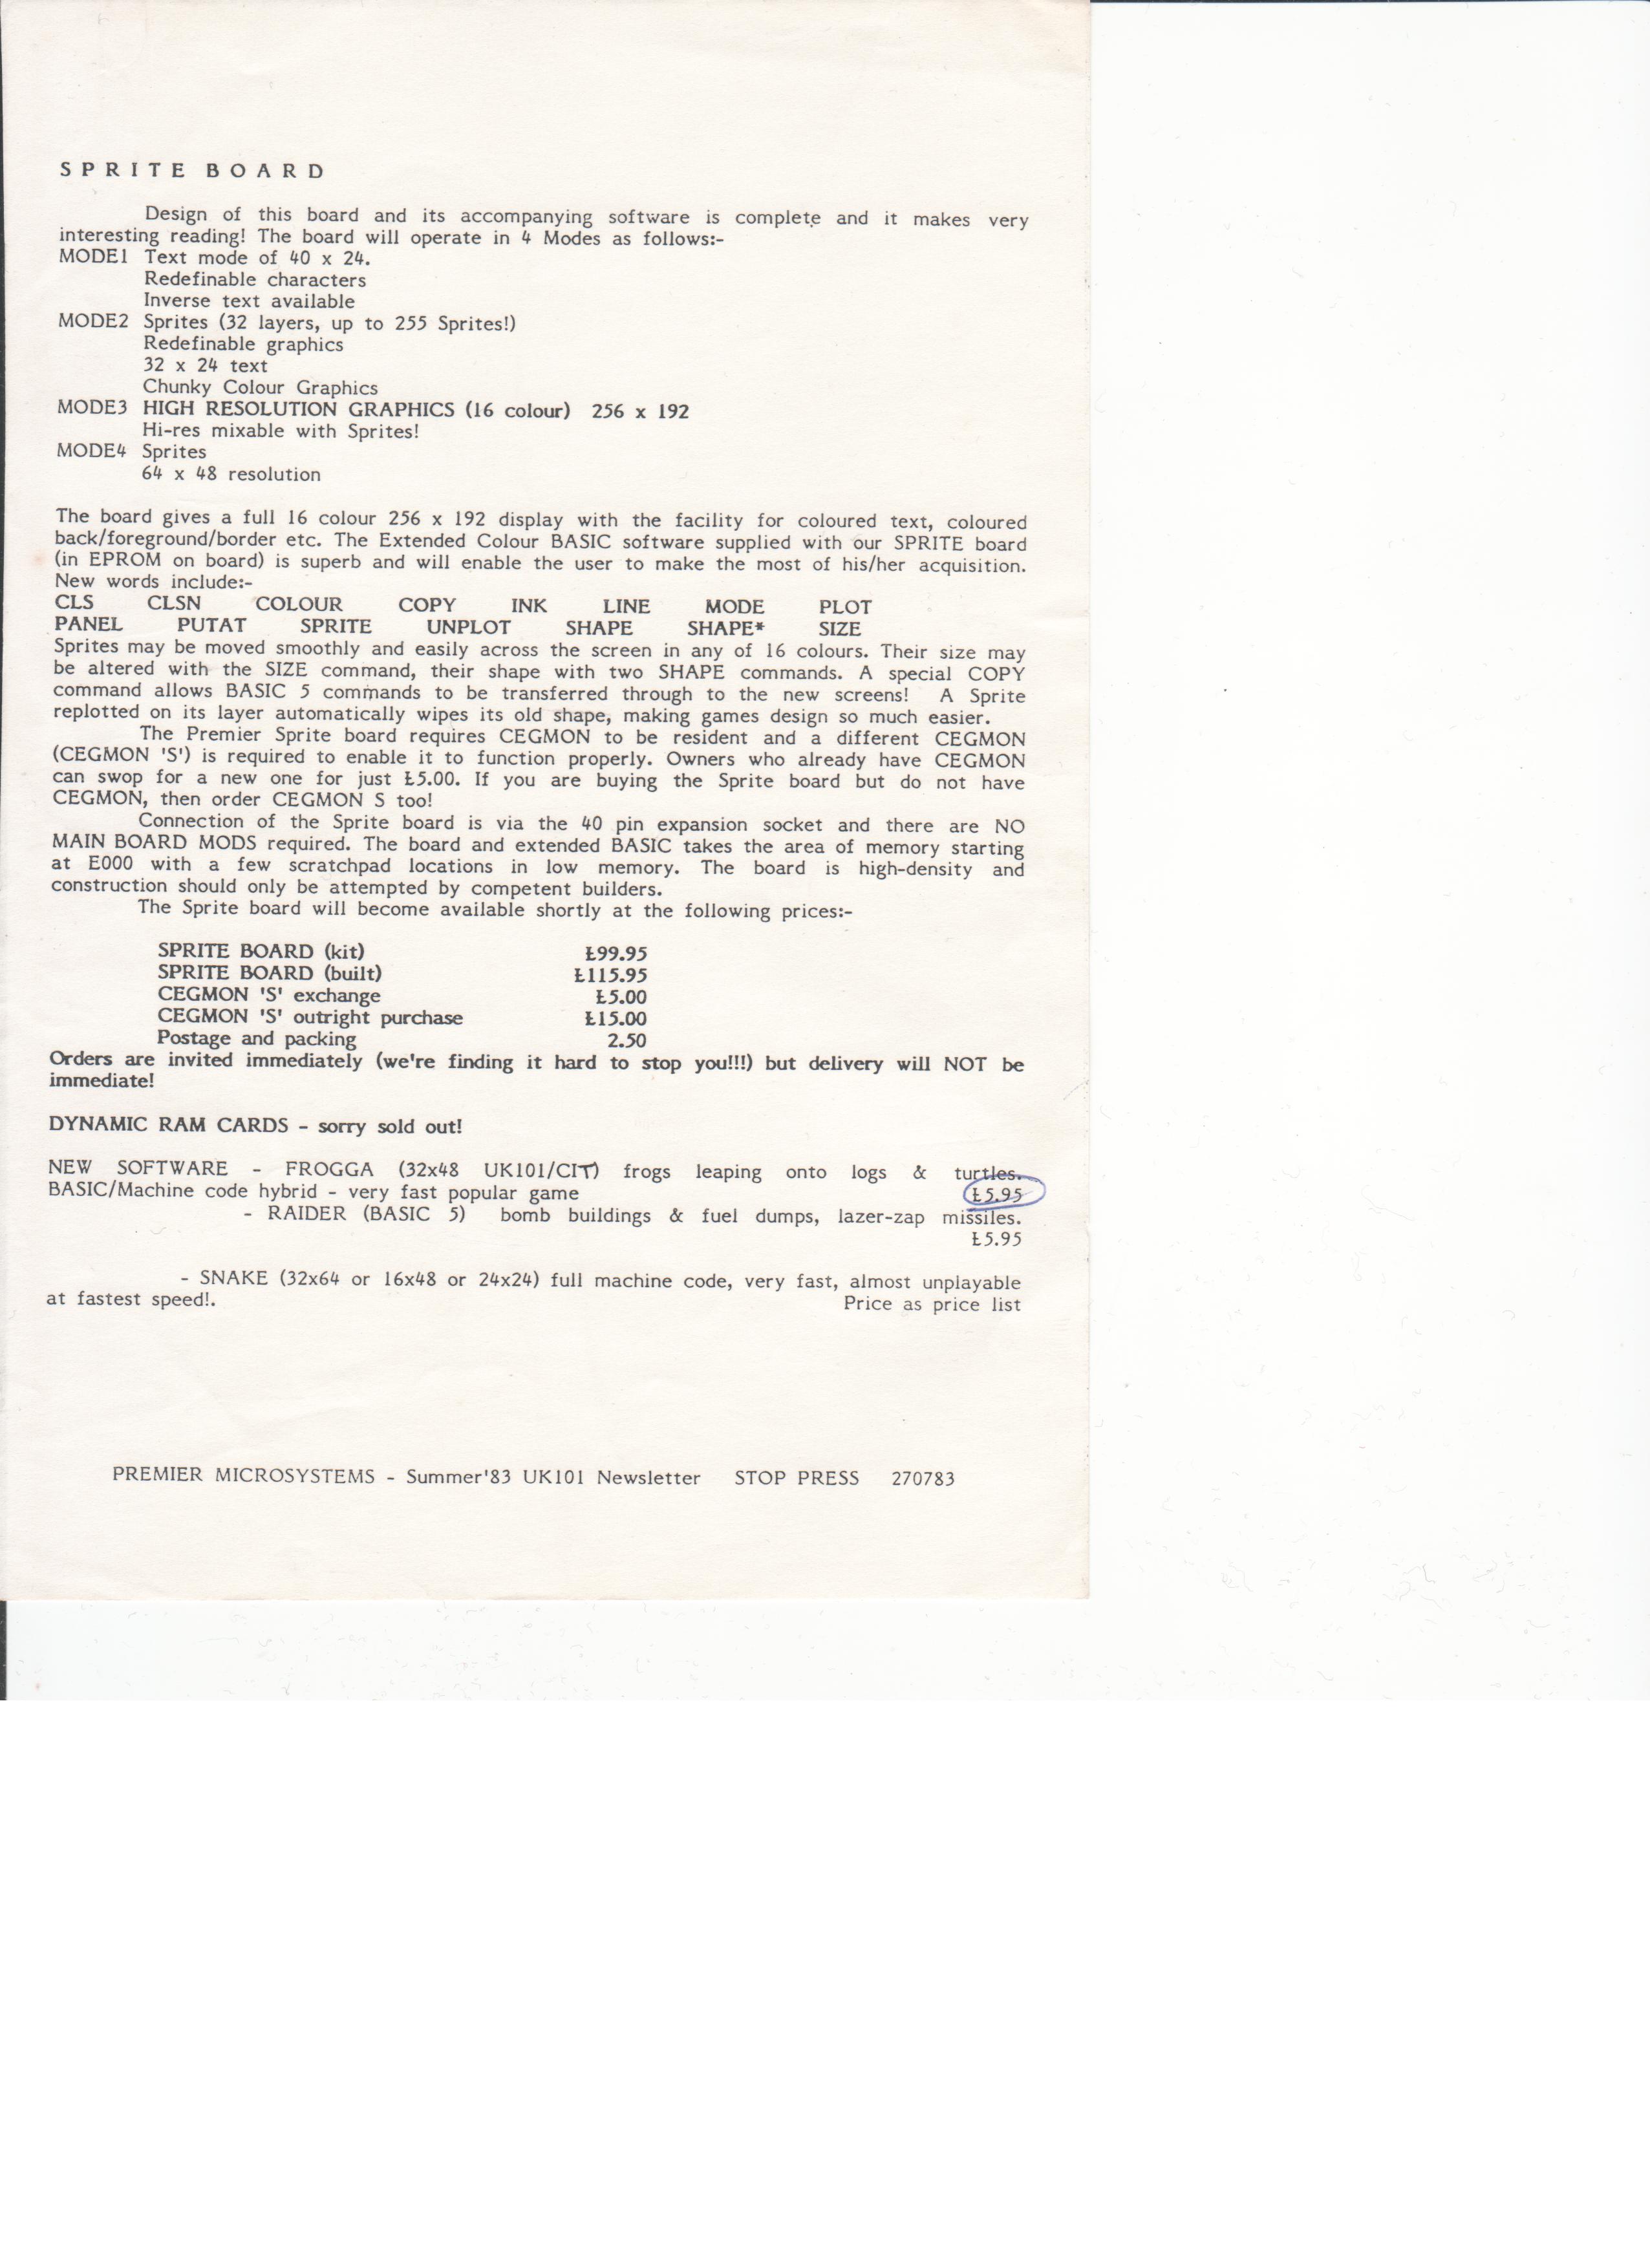 SPRITE BOARD
Design of this board and its accompanying software is complete and it makes very
interesting reading! The board will operate in 4 Modes as follows:-
MODE1 Text mode of 40 x 24.
Redefinable characters
Inverse text available
MODE2 Sprites (32 layers, up to 255 Sprites!)
Redefinable graphics
32 x 24 text
Chunky Colour Graphics
MODE3 HIGH RESOLUTION GRAPHICS (16 colour) 256 x 192
Hi-res mixable with Sprites!
MODE4 Sprites
64 x 48 resolution
The board gives a full 16 colour 256 x 192 display with the facility for coloured text, coloured
back/foreground/border etc. The Extended Colour BASIC software supplied with our SPRITE board
(in EPROM on board) is superb and will enable the user to make the most of his/her acquisition.
New words include:-
CLS CLSN COLOUR COPY INK LINE MODE PLOT
PANEL PUTAT SPRITE UNPLOT SHAPE SHAPE* SIZE
Sprites may be moved smoothly and easily across the screen in any of 16 colours. Their size may
be altered with the SIZE command, their shape with two SHAPE commands. A special COPY
command allows BASIC 5 commands to be transferred through to the new screens! A Sprite
replotted on its layer automatically wipes its old shape, making games design so much easier.
The Premier Sprite board requires CEGMON to be resident and a different CEGMON
(CEGMON 'S') is required to enable it to function properly. Owners who already have CEGMON
can swop for a new one for just £5.00. If you are buying the Sprite board but do not have
CEGMON, then order CEGMON S too!
Connection of the Sprite board is via the 40 pin expansion socket and there are NO
MAIN BOARD MODS required. The board and extended BASIC takes the area of memory starting
at E000 with a few scratchpad locations in low memory. The board is high-density and
construction should only be attempted by competent builders.
The Sprite board will become available shortly at the following prices:-
SPRITE BOARD (kit) £99.95
SPRITE BOARD (built) £115.95
CEGMON 'S' exchange £5.00
CEGMON 'S' outright purchase £15.00
Postage and packing 2.50
Orders are invited immediately (we're finding it hard to stop you!!!) but delivery will NOT be
immediate!
DYNAMIC RAM CARDS - sorry sold out!
NEW SOFTWARE - FROGGA (32x48 UK101/CIT) frogs leaping onto logs & turtles.
BASIC/Machine code hybrid - very fast popular game £5.95
- RAIDER (BASIC 5) bomb buildings & fuel dumps, lazer-zap missiles.
£5.95
- SNAKE (32x64 or 16x48 or 24x24) full machine code, very fast, almost unplayable
at fastest speed!. Price as price list
PREMIER MICROSYSTEMS - Summer'83 UK101 Newsletter STOP PRESS 270783